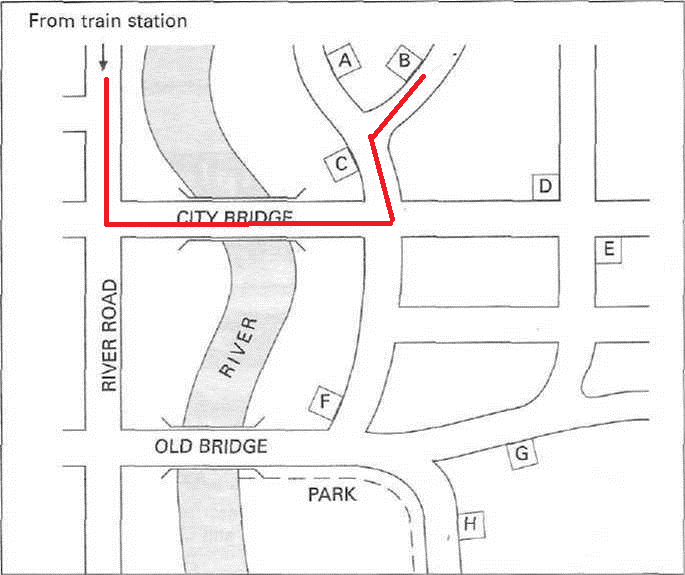 From train station
A
B
C
D
CITY BRIDGE
E
RIVER ROAD
RIVER
F
OLD BRIDGE
G
PARK
H